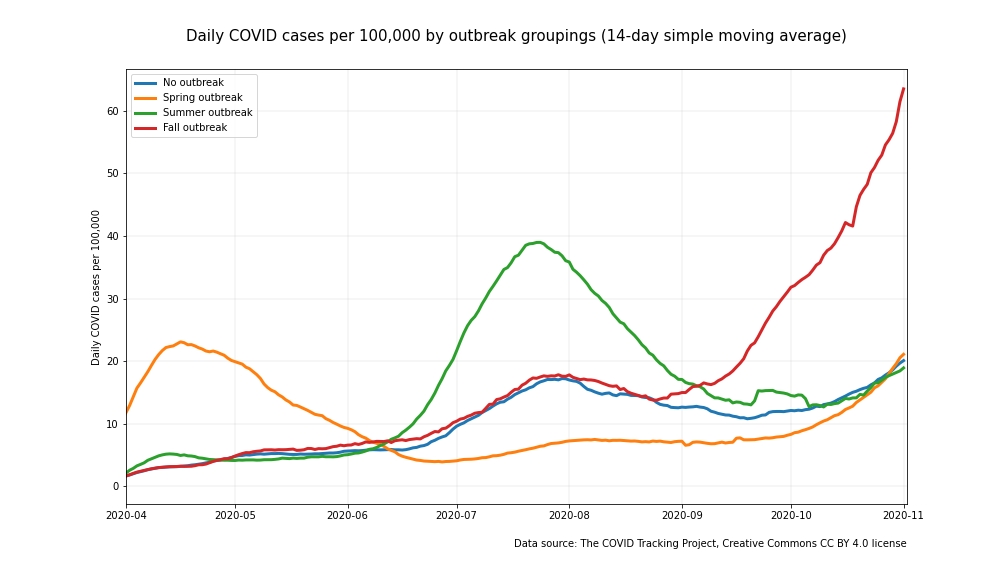 Daily COVID cases per 100,000 by outbreak groupings (14-day simple moving average)
No outbreak
Spring outbreak
Summer outbreak
Fall outbreak
Daily COVID cases per 100,000
60
50
40
30
20
10
0
2020-04 2020-05 2020-06 2020-07 2020-08 2020-09 2020-10 2020-11
Data source: The COVID Tracking Project, Creative Commons CC BY 4.0 license